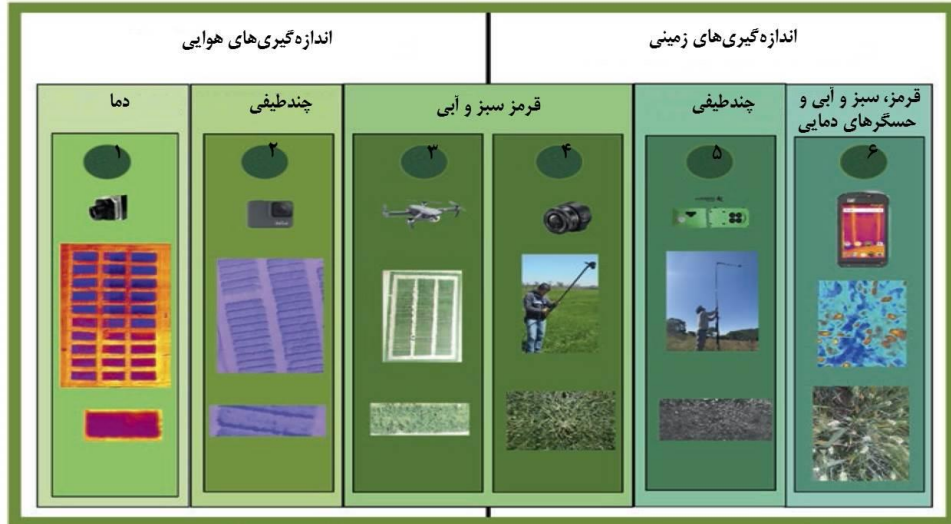 اندازه‌گیری‌های زمینی
اندازه‌گیری‌های هوایی
قرمز، سبز و آبی و
حسگرهای دمایی
چندطیفی
قرمز سبز و آبی
چندطیفی
دما
۶
۵
۴
۳
۲
۱
CAT